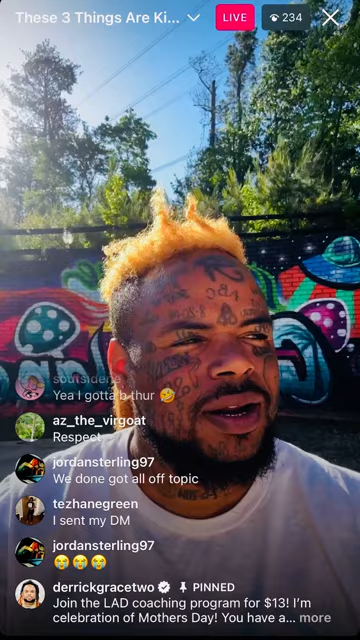 These 3 Things Are Ki...
LIVE
234
soutsidene
Yea I gotta b thur 🤣
az_the_virgoat
Respect
jordansterling97
We done got all off topic
tezhanegreen
I sent my DM
jordansterling97
😭😭😭
derrickgracetwo PINNED
Join the LAD coaching program for $13! I'm
celebration of Mothers Day! You have a... more